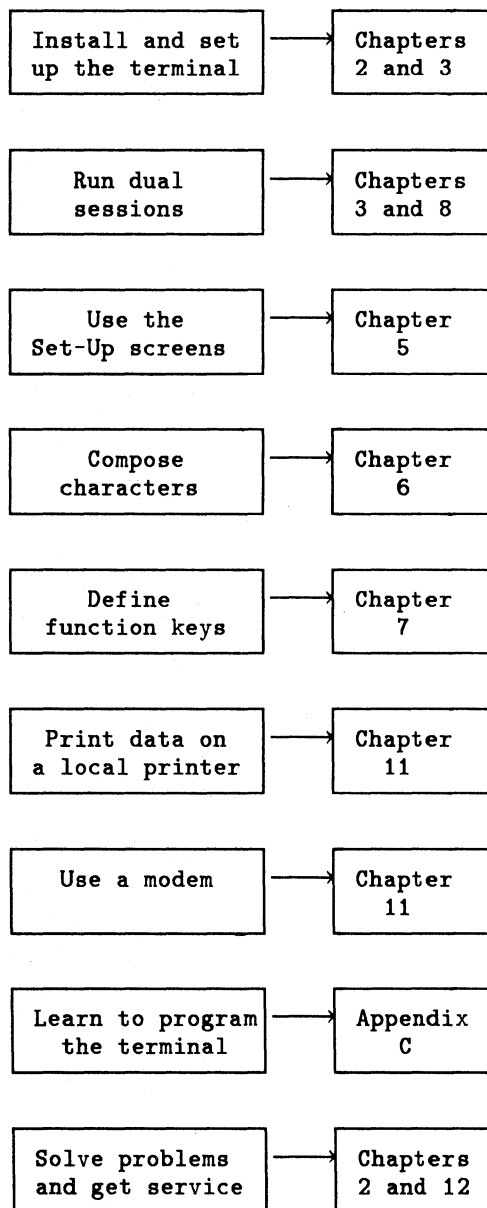 Install and set
up the terminal
Chapters
2 and 3
Run dual
sessions
Chapters
3 and 8
Use the
Set-Up screens
Chapter
5
Compose
characters
Chapter
6
Define
function keys
Chapter
7
Print data on
a local printer
Chapter
11
Use a modem
Chapter
11
Learn to program
the terminal
Appendix
C
Solve problems
and get service
Chapters
2 and 12